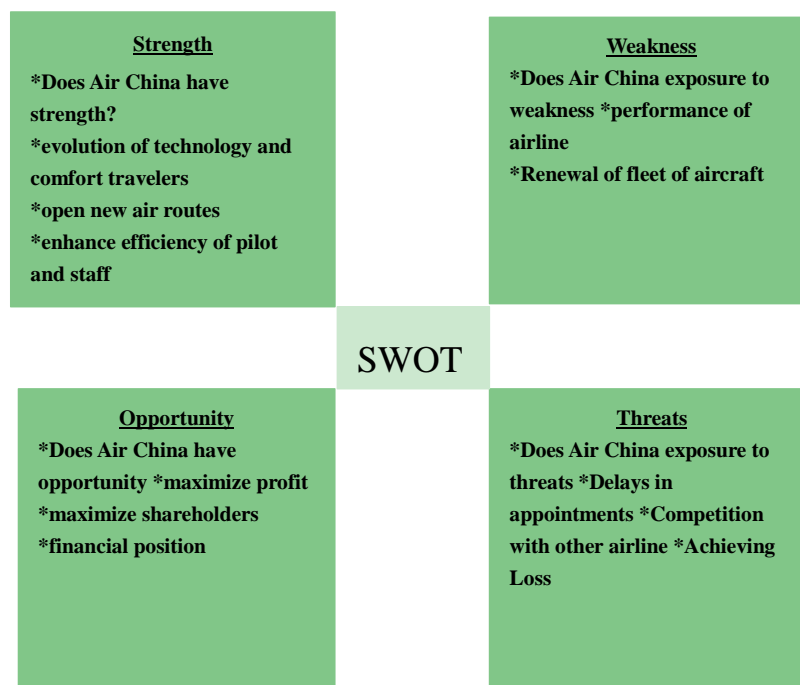 Strength
*Does Air China have
strength?
*evolution of technology and
comfort travelers
*open new air routes
*enhance efficiency of pilot
and staff
Weakness
*Does Air China exposure to
weakness *performance of
airline
*Renewal of fleet of aircraft
SWOT
Opportunity
*Does Air China have
opportunity *maximize profit
*maximize shareholders
*financial position
Threats
*Does Air China exposure to
threats *Delays in
appointments *Competition
with other airline *Achieving
Loss